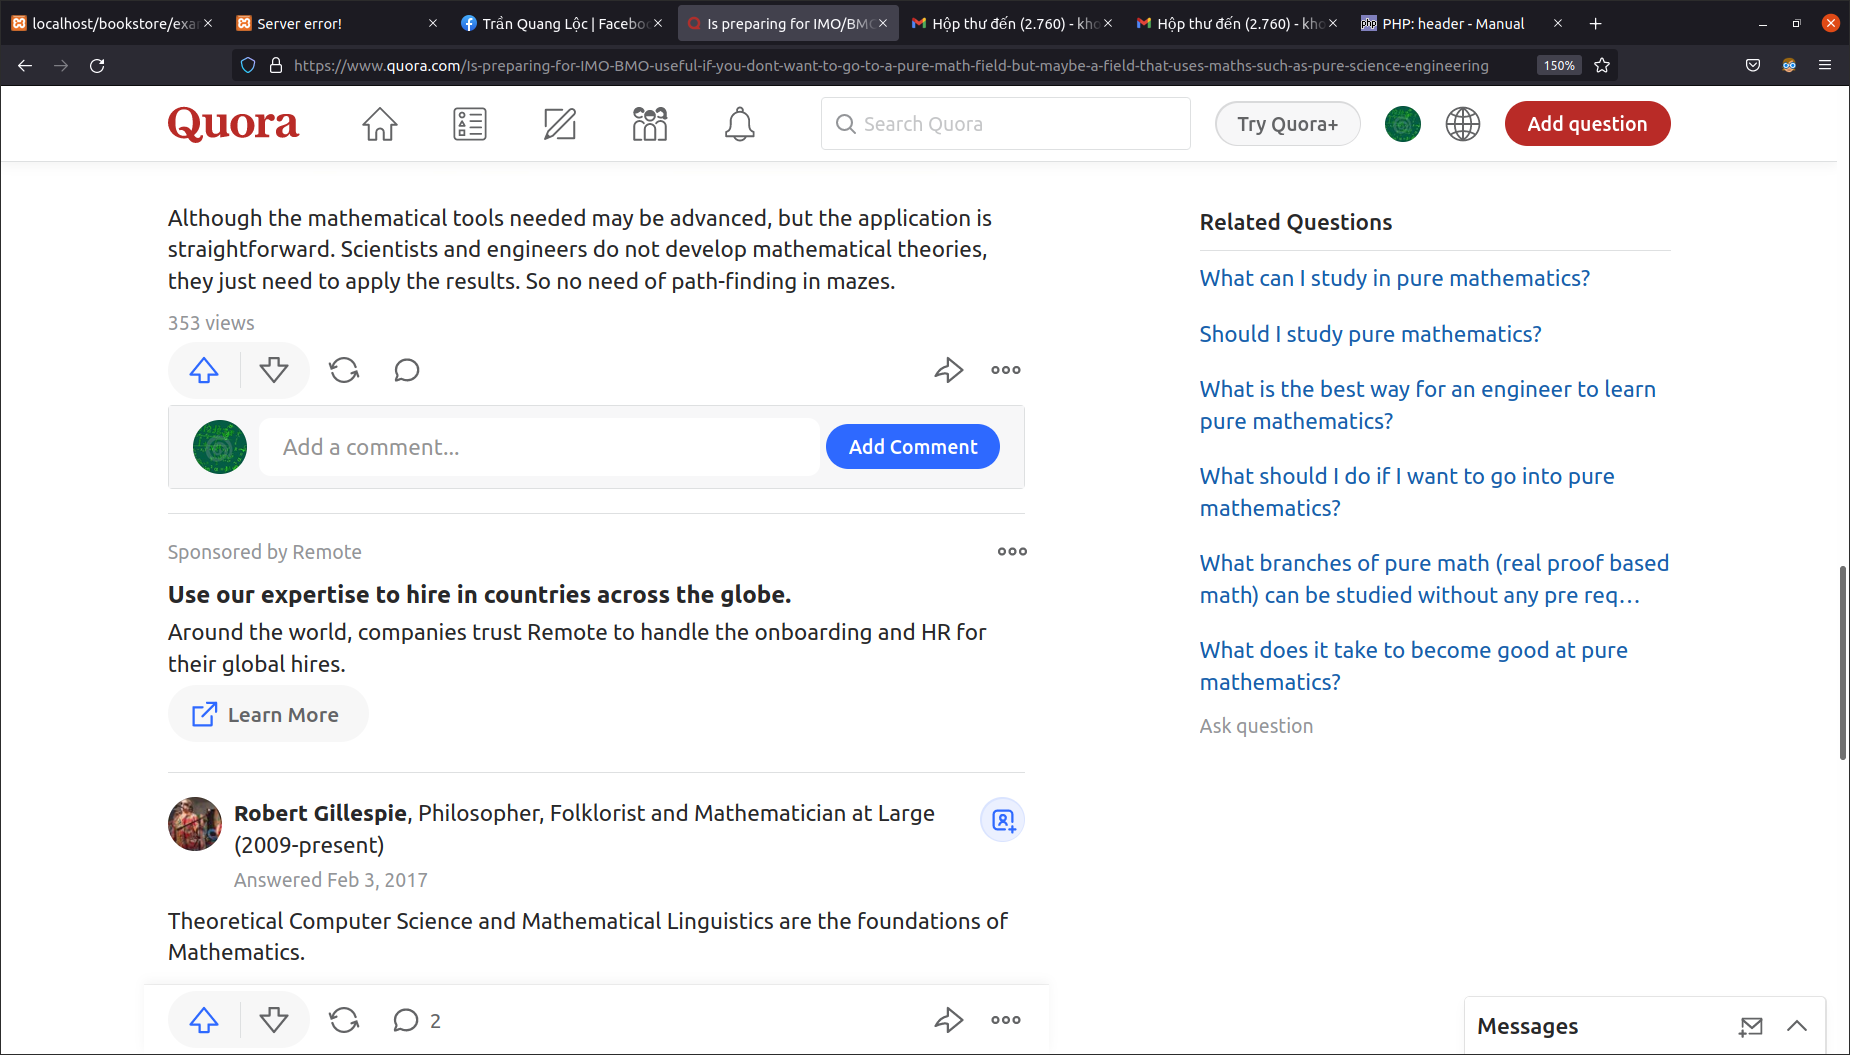 localhost/bookstore/exa
Server error!
Trần Quang Lộc | Facebo
Is preparing for IMO/BMO
Hộp thư đến (2.760) - kho
Hộp thư đến (2.760) - kho
php PHP: header - Manual
https://www.quora.com/Is-preparing-for-IMO-BMO-useful-if-you-dont-want-to-go-to-a-pure-math-field-but-maybe-a-field-that-uses-maths-such-as-pure-science-engineering
150%
Quora
Search Quora
Try Quora+
Add question
Although the mathematical tools needed may be advanced, but the application is
straightforward. Scientists and engineers do not develop mathematical theories,
they just need to apply the results. So no need of path-finding in mazes.
353 views
Add a comment...
Add Comment
Sponsored by Remote
Use our expertise to hire in countries across the globe.
Around the world, companies trust Remote to handle the onboarding and HR for
their global hires.
Learn More
Robert Gillespie, Philosopher, Folklorist and Mathematician at Large
(2009-present)
Answered Feb 3, 2017
Theoretical Computer Science and Mathematical Linguistics are the foundations of
Mathematics.
2
Related Questions
What can I study in pure mathematics?
Should I study pure mathematics?
What is the best way for an engineer to learn
pure mathematics?
What should I do if I want to go into pure
mathematics?
What branches of pure math (real proof based
math) can be studied without any pre req…
What does it take to become good at pure
mathematics?
Ask question
Messages